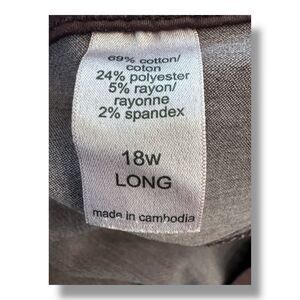 69% cotton/
coton
24% polyester
5% rayon/
rayonne
2% spandex
18w
LONG
made in cambodia